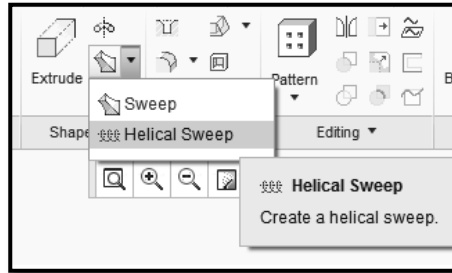 Extrude
Pattern
B
Sweep
Shape
Helical Sweep
Editing
Helical Sweep
Create a helical sweep.